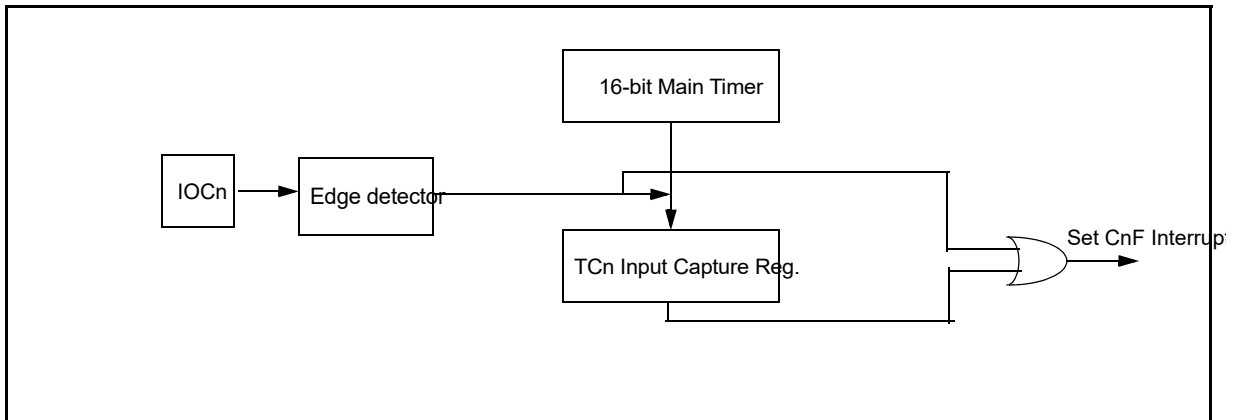 16-bit Main Timer
IOCn
Edge detector
TCn Input Capture Reg.
Set CnF Interrupt